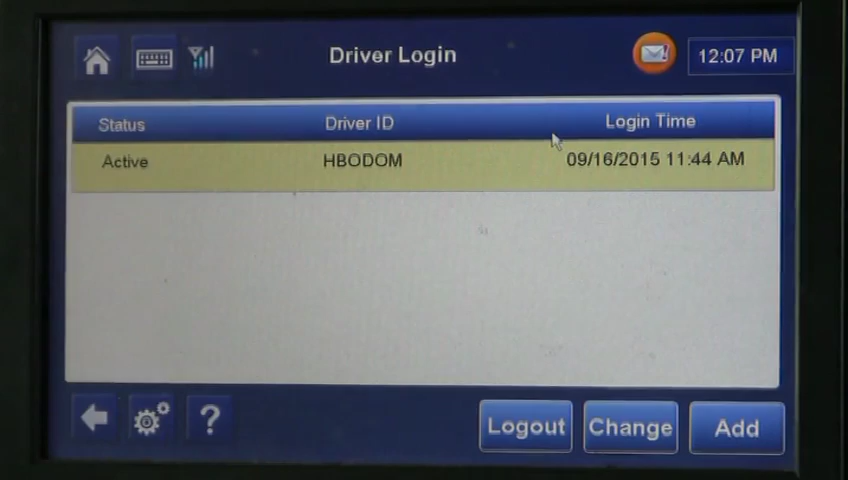 Driver Login
12:07 PM
Status Driver ID Login Time
Active HBODOM 09/16/2015 11:44 AM
?
Logout Change Add